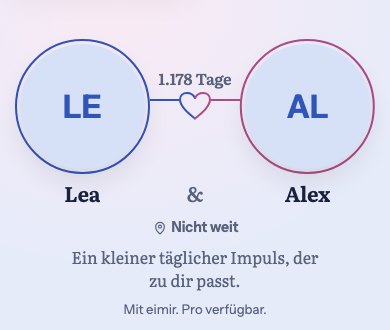 1.178 Tage
LE
AL
Lea & Alex
Nicht weit
Ein kleiner täglicher Impuls, der
zu dir passt.
Mit eimir. Pro verfügbar.